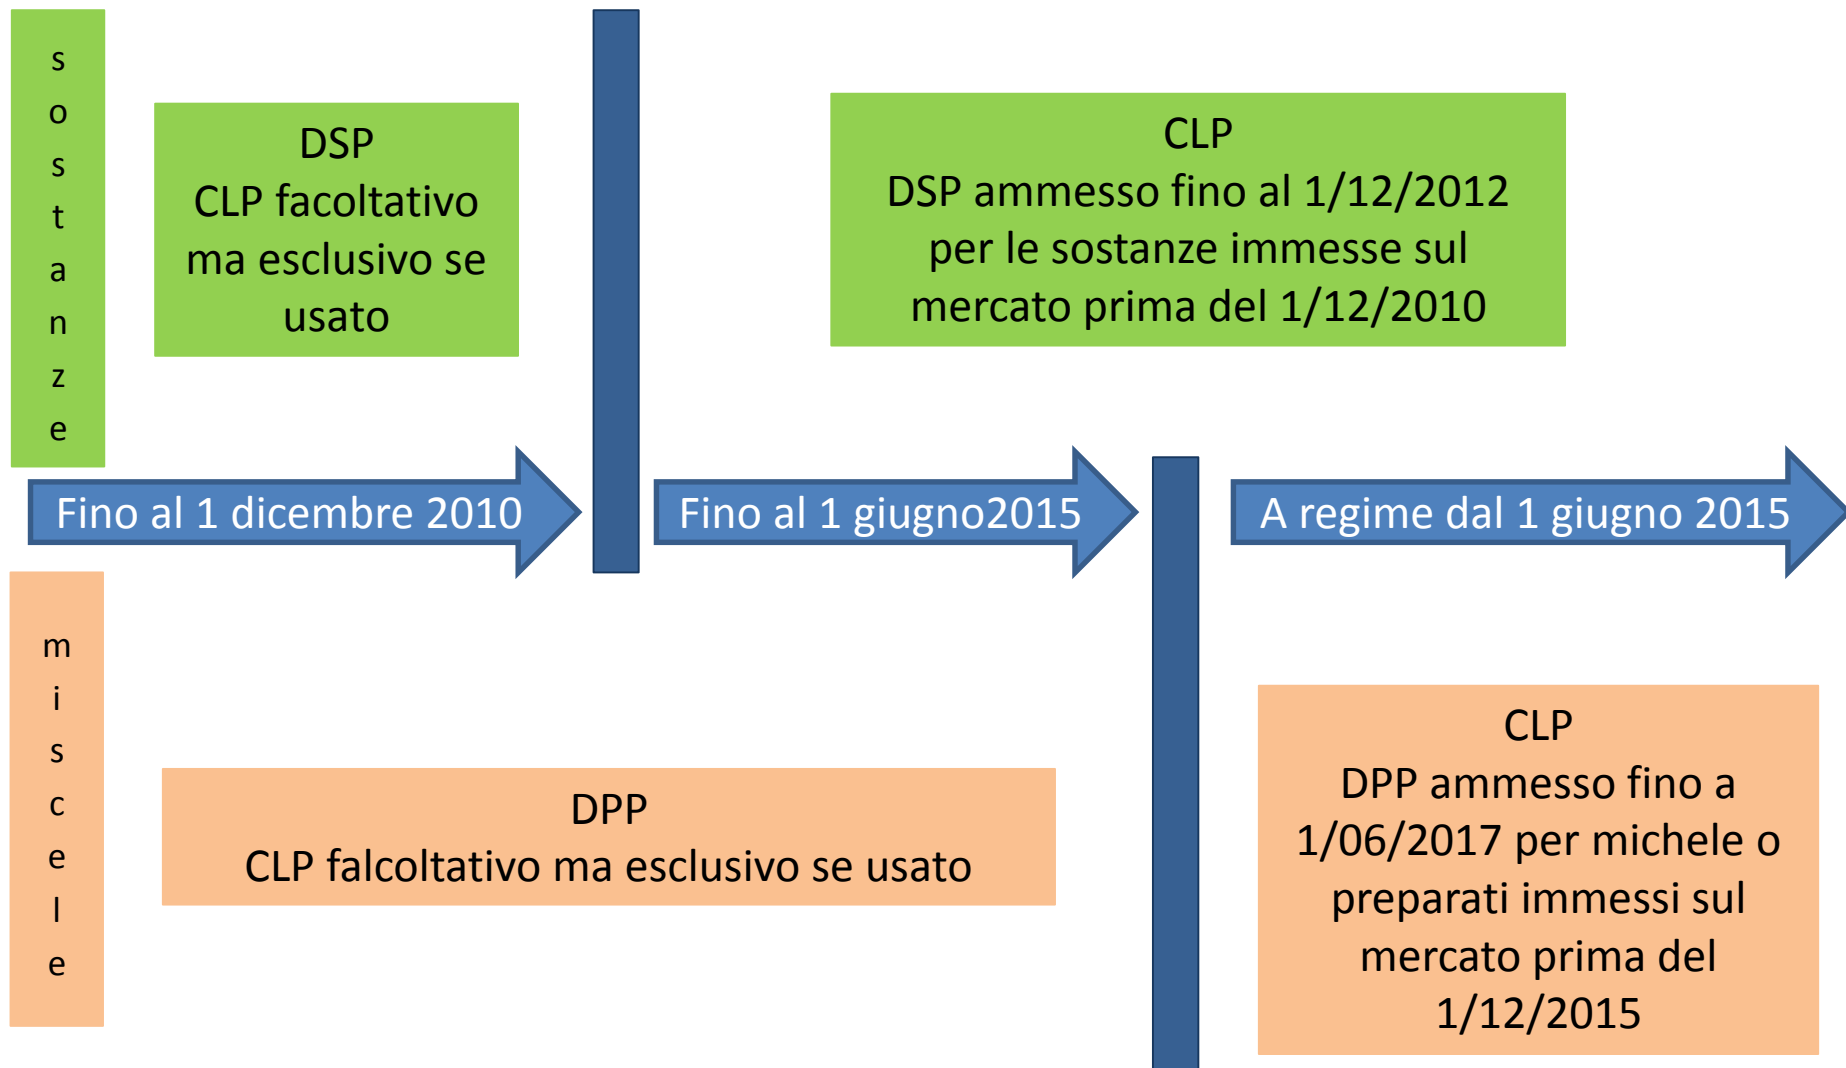 sostanze
DSP
CLP facoltativo
ma esclusivo se
usato
CLP
DSP ammesso fino al 1/12/2012
per le sostanze immesse sul
mercato prima del 1/12/2010
Fino al 1 dicembre 2010
Fino al 1 giugno2015
A regime dal 1 giugno 2015
miscele
DPP
CLP falcoltativo ma esclusivo se usato
CLP
DPP ammesso fino a
1/06/2017 per michele o
preparati immessi sul
mercato prima del
1/12/2015